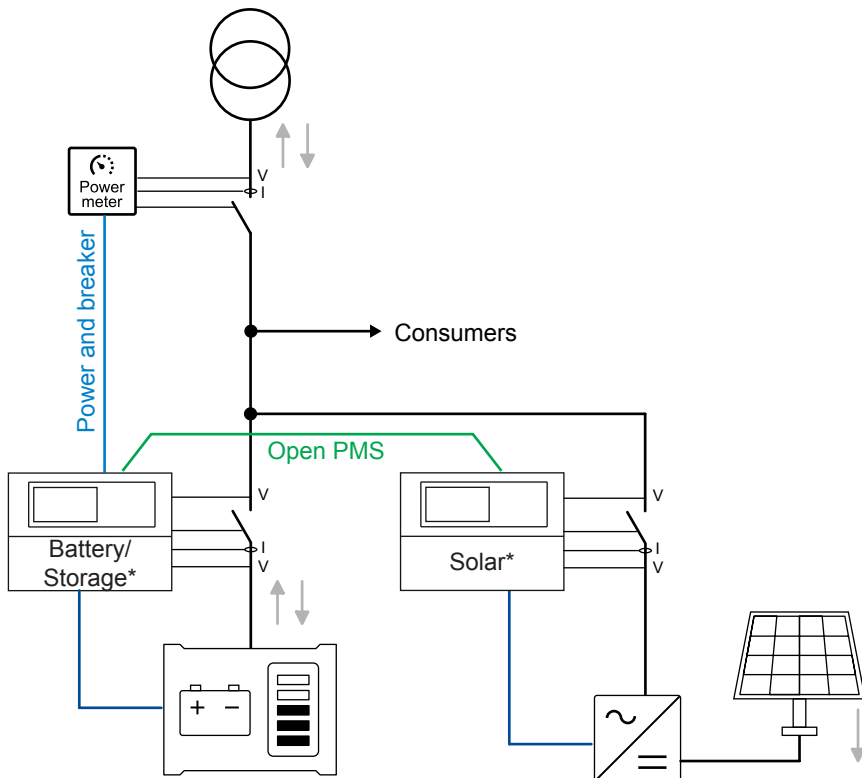 V
I
Power
meter
Power and breaker
Consumers
Open PMS
V
V
Battery/
Storage*
I
V
Solar*
I
V
+ −